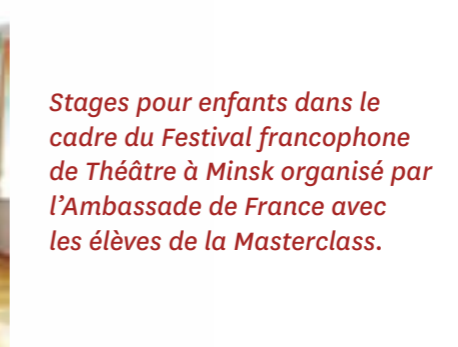 Stages pour enfants dans le
cadre du Festival francophone
de Théâtre à Minsk organisé par
l’Ambassade de France avec
les élèves de la Masterclass.